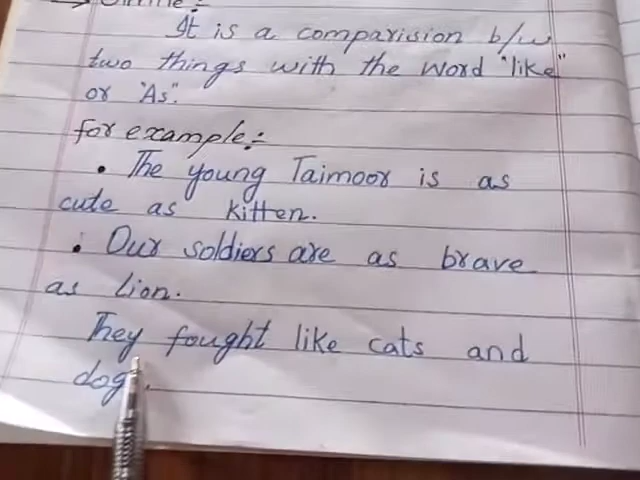 It is a comparision b/w
two things with the word "like"
or "As".
for example:-
• The young Taimoor is as
cute as kitten.
• Our soldiers are as brave
as Lion.
They fought like cats and
dog